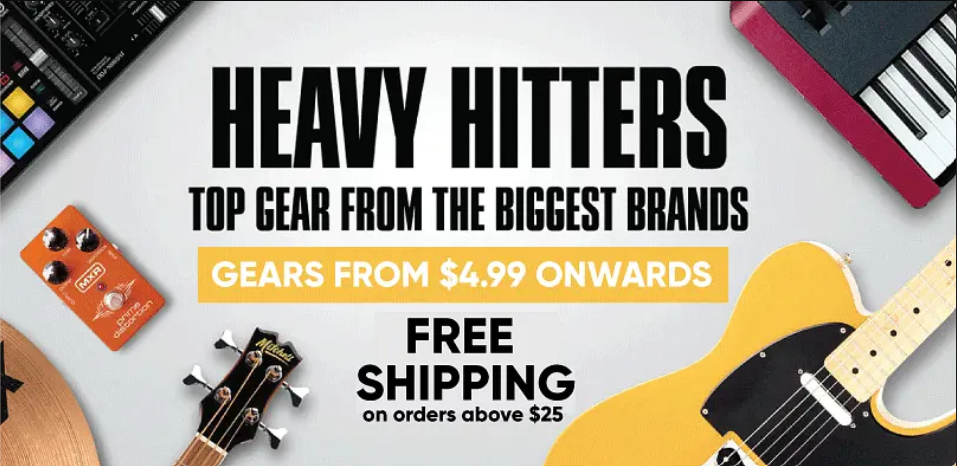 HEAVY HITTERS
TOP GEAR FROM THE BIGGEST BRANDS
GEARS FROM $4.99 ONWARDS
MXR
prime
distortion
Mitchell
FREE
SHIPPING
on orders above $25